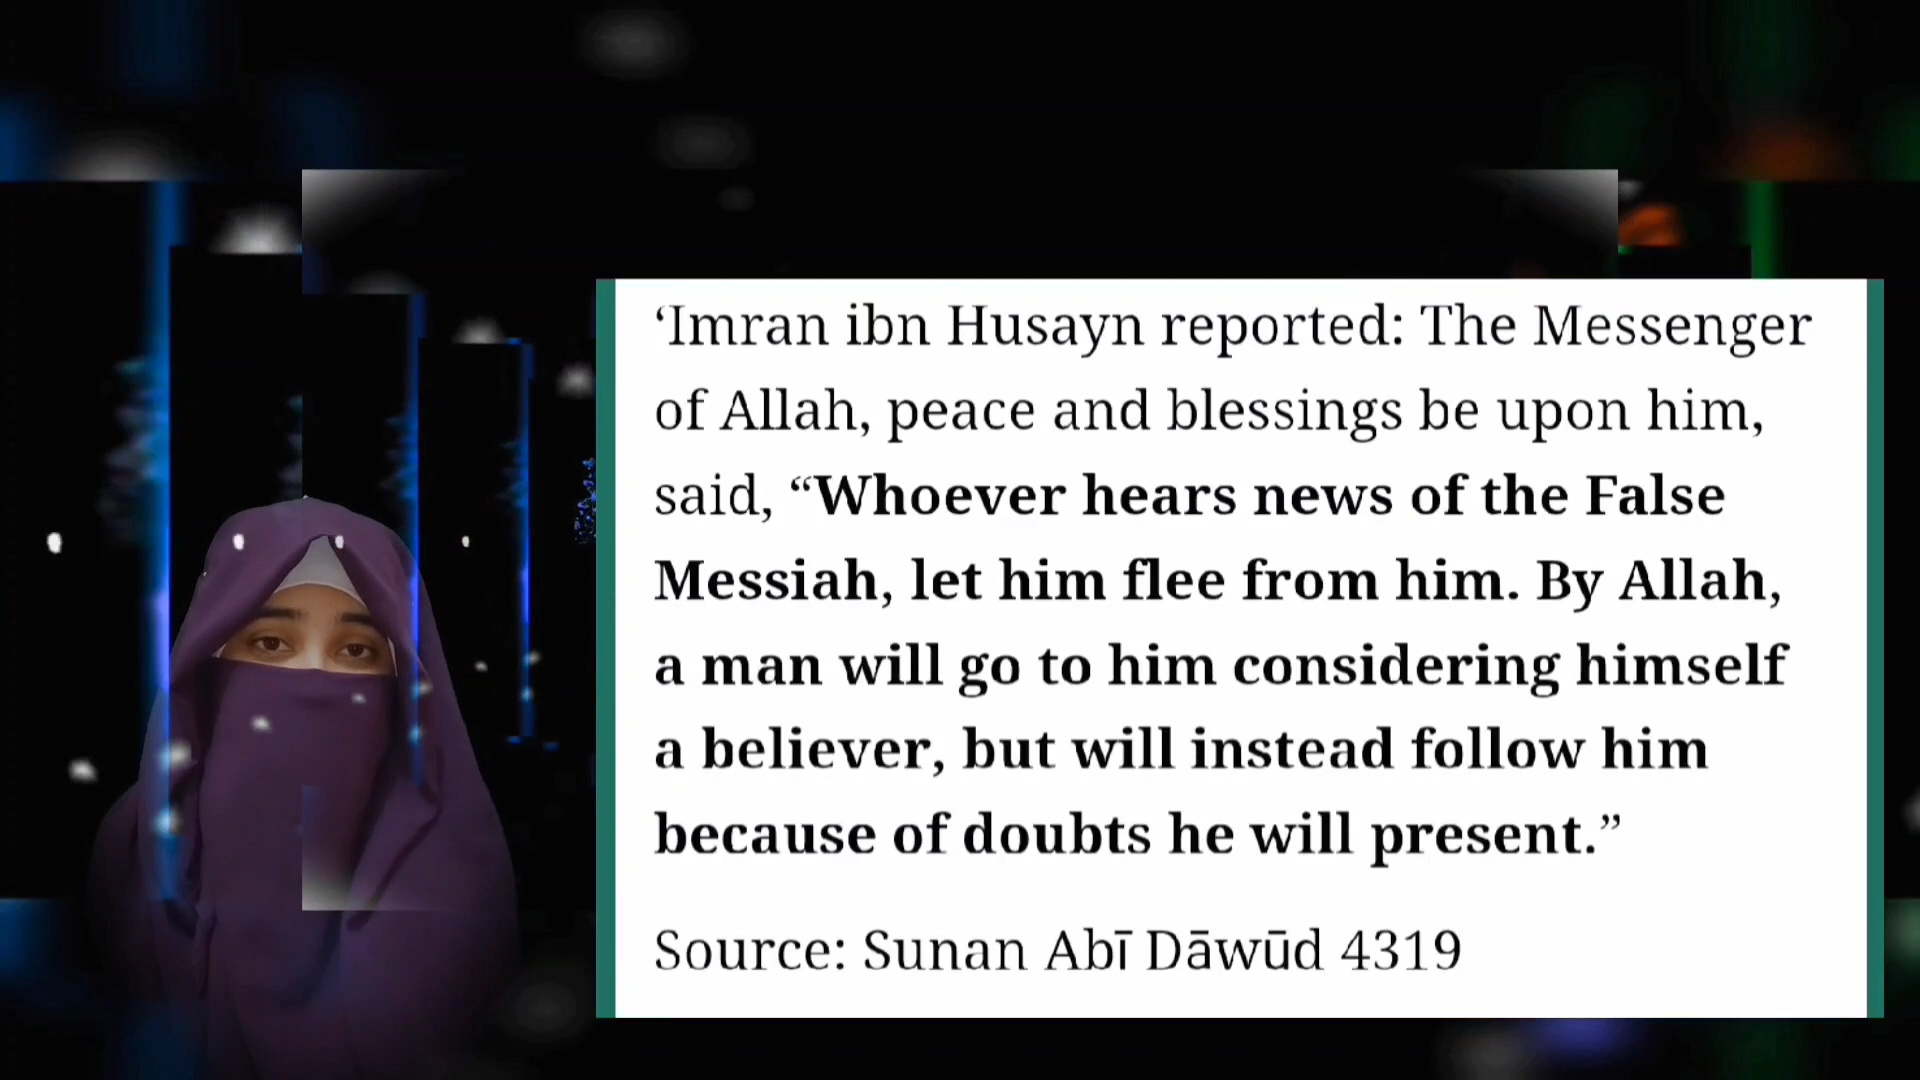 ‘Imran ibn Husayn reported: The Messenger
of Allah, peace and blessings be upon him,
said, “Whoever hears news of the False
Messiah, let him flee from him. By Allah,
a man will go to him considering himself
a believer, but will instead follow him
because of doubts he will present.”
Source: Sunan Abī Dāwūd 4319